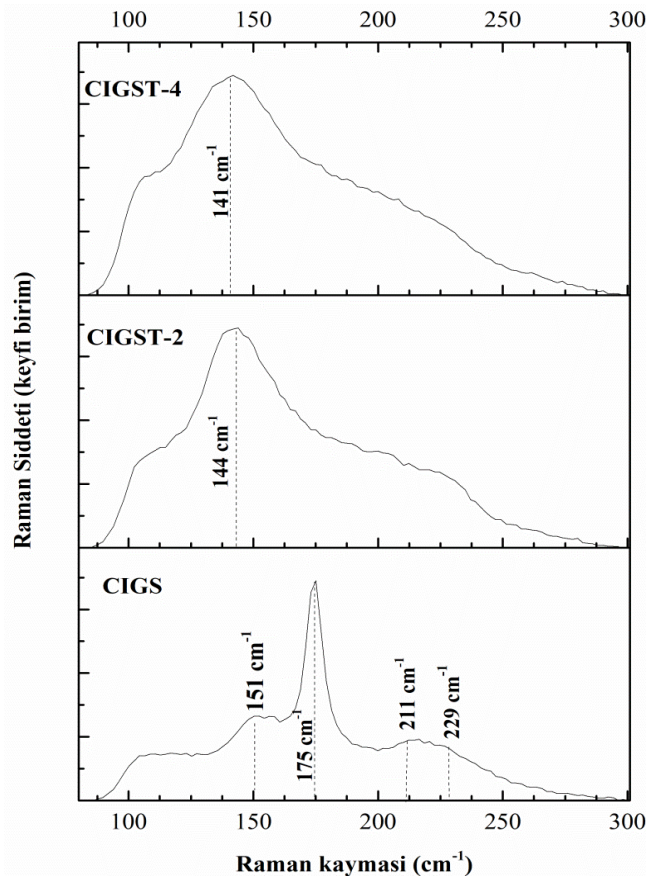 100 150 200 250 300
CIGST-4
141 cm⁻¹
CIGST-2
144 cm⁻¹
CIGS
151 cm⁻¹
175 cm⁻¹
211 cm⁻¹
229 cm⁻¹
Raman Siddeti (keyfi birim)
100 150 200 250 300
Raman kaymasi (cm⁻¹)